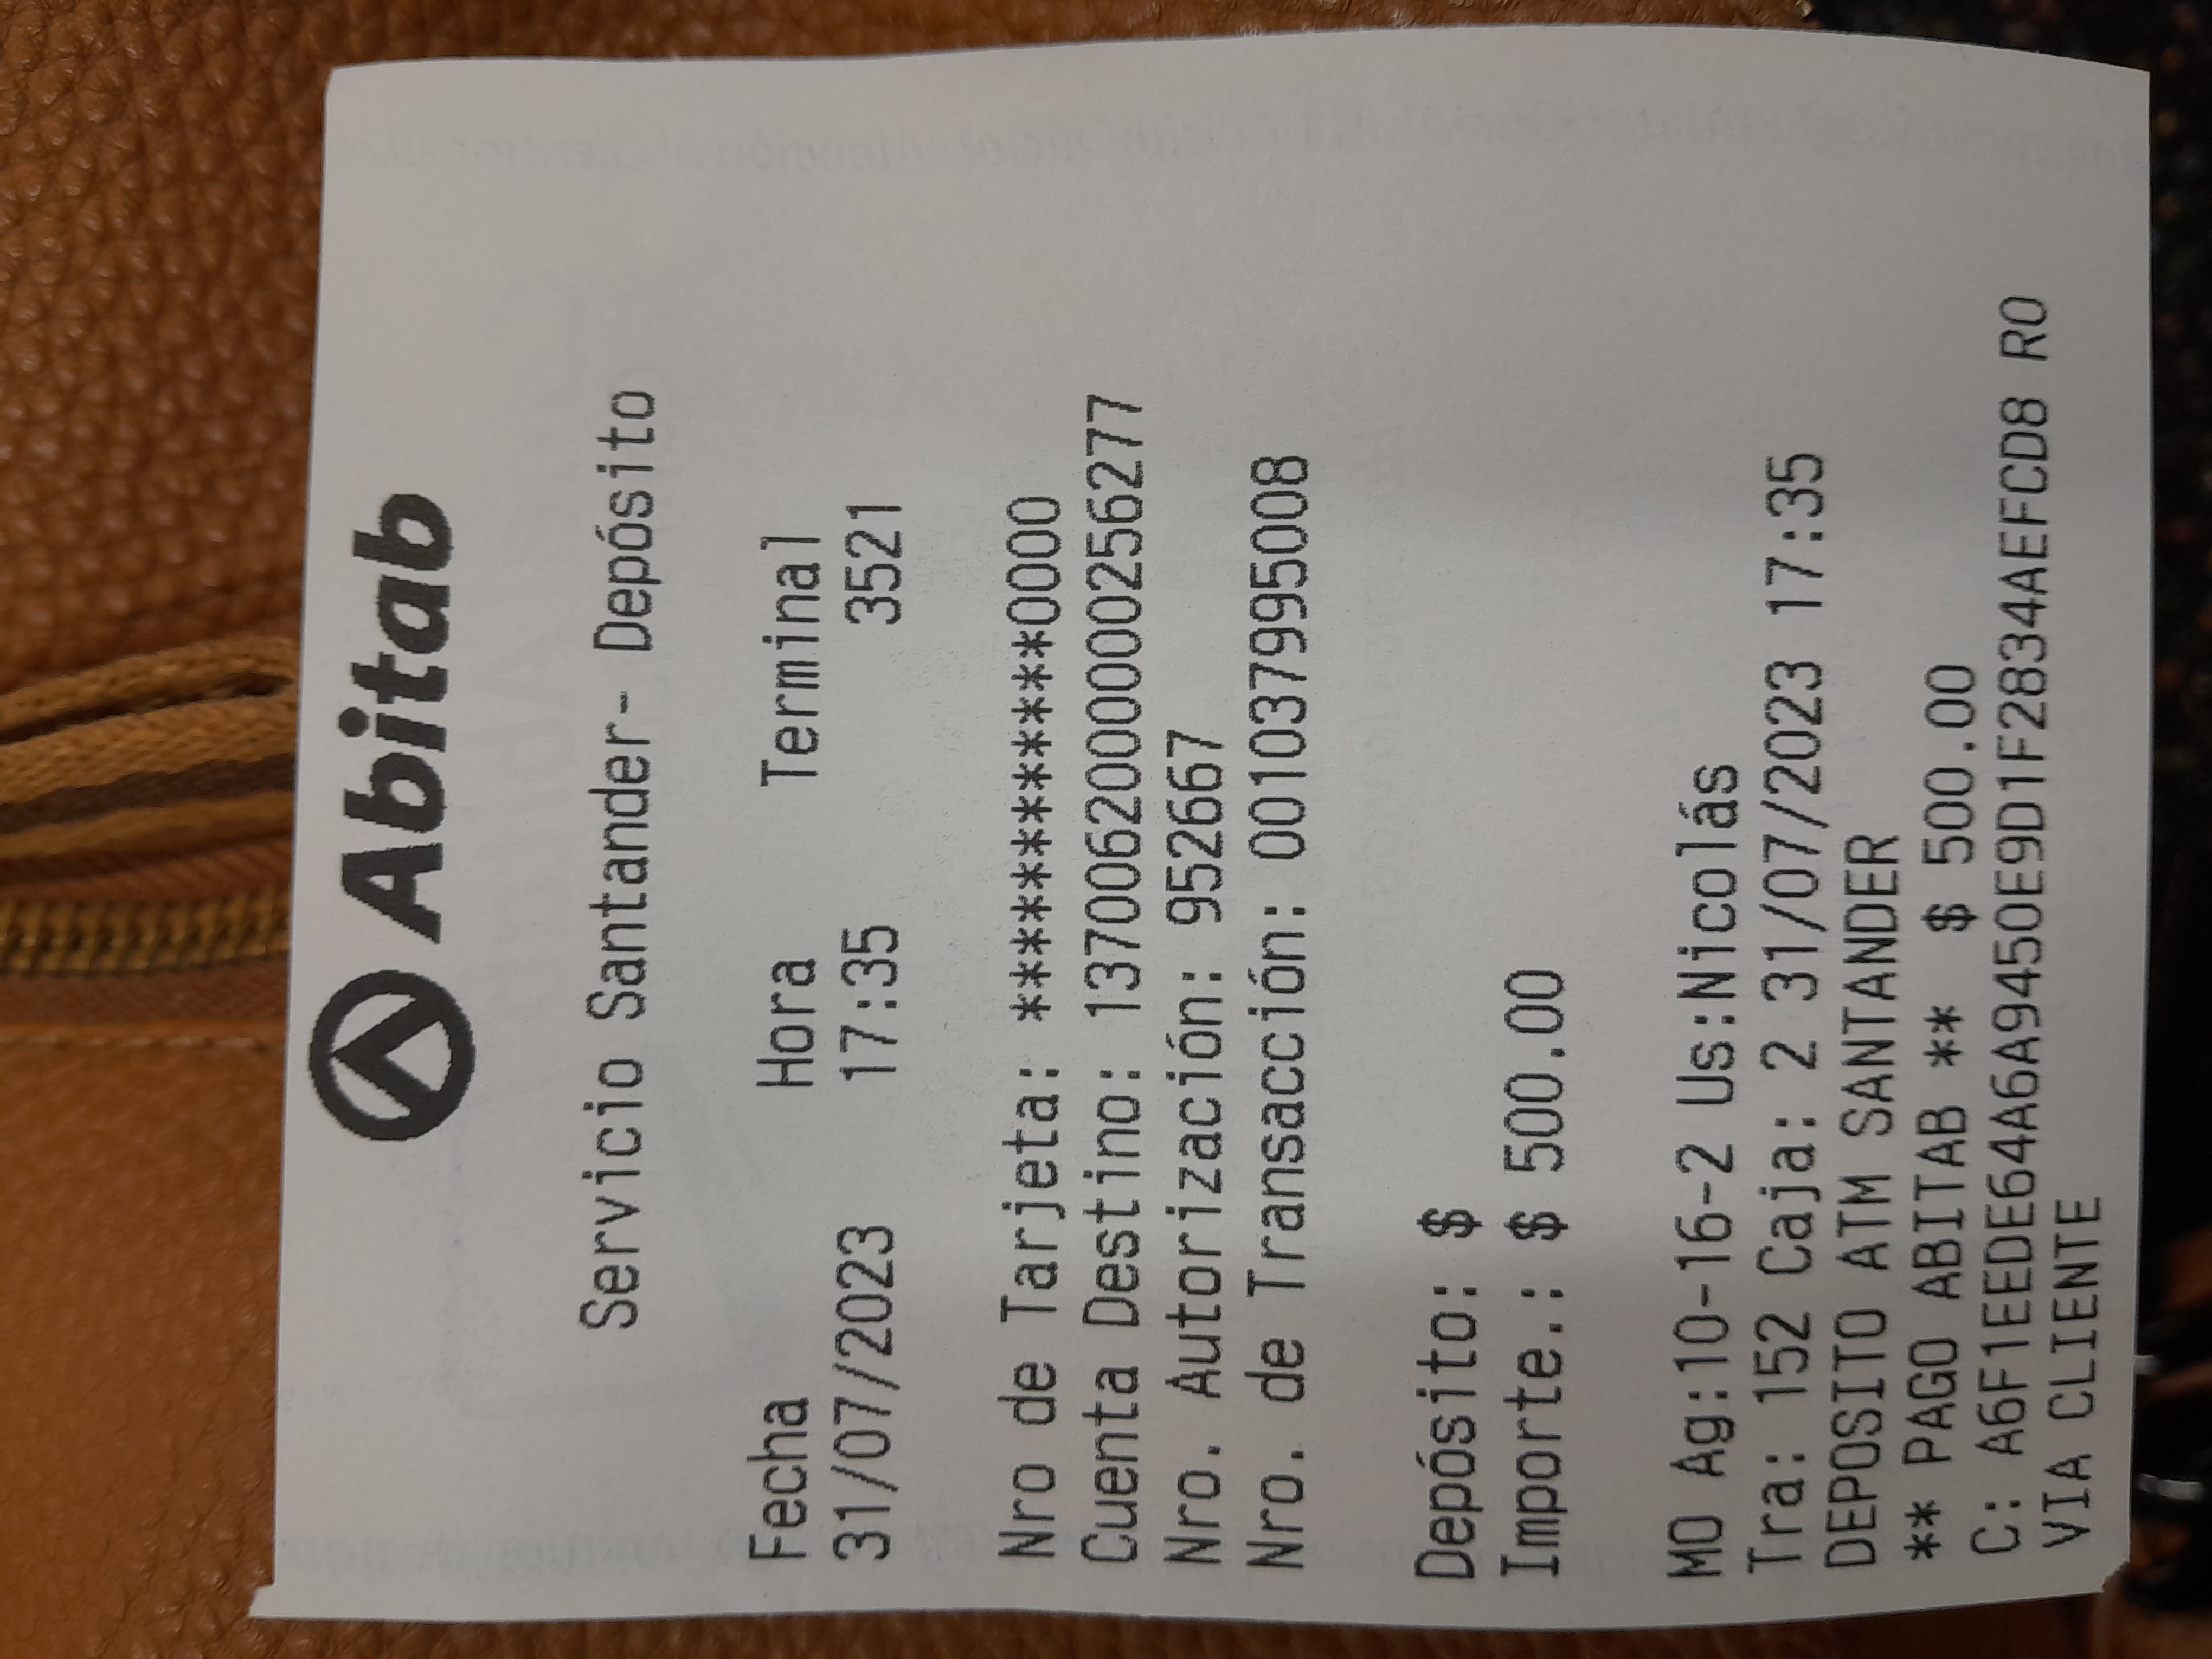 Abitab
Servicio Santander- Depósito
Fecha Hora Terminal
31/07/2023 17:35 3521
Nro de Tarjeta: ************0000
Cuenta Destino: 1370062000000256277
Nro. Autorización: 952667
Nro. de Transacción: 001037995008
Depósito: $
Importe.: $ 500.00
MO Ag:10-16-2 Us:Nicolás
Tra: 152 Caja: 2 31/07/2023 17:35
DEPOSITO ATM SANTANDER
** PAGO ABITAB ** $ 500.00
C: A6F1EEDE64A6A9450E9D1F2834AEFCD8 RO
VIA CLIENTE